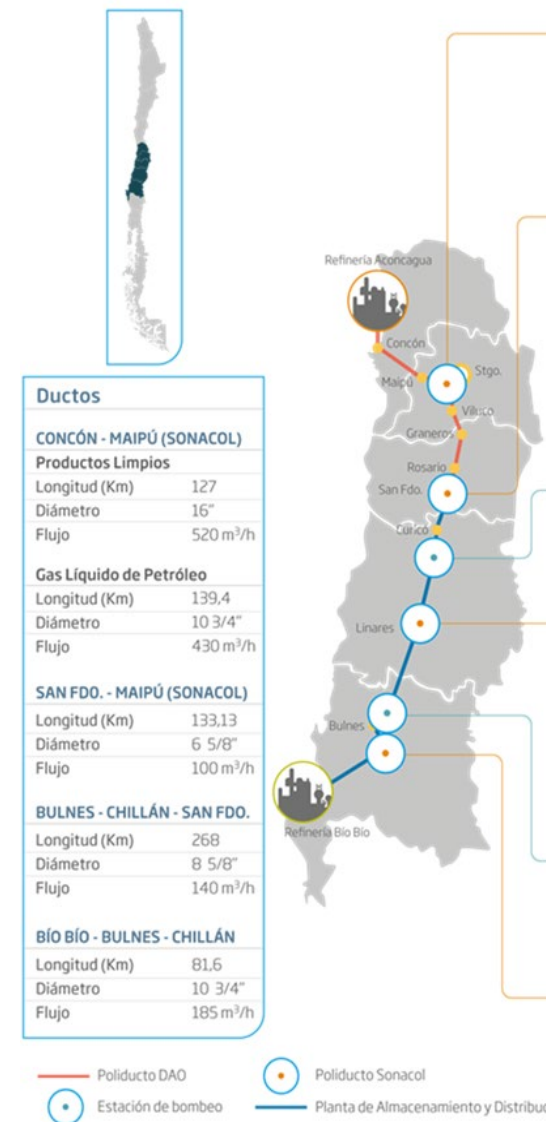 Ductos
CONCÓN - MAIPÚ (SONACOL)
Productos Limpios
Longitud (Km) 127
Diámetro 16"
Flujo 520 m³/h
Gas Líquido de Petróleo
Longitud (Km) 139,4
Diámetro 10 3/4"
Flujo 430 m³/h
SAN FDO. - MAIPÚ (SONACOL)
Longitud (Km) 133,13
Diámetro 6 5/8"
Flujo 100 m³/h
BULNES - CHILLÁN - SAN FDO.
Longitud (Km) 268
Diámetro 8 5/8"
Flujo 140 m³/h
BÍO BÍO - BULNES - CHILLÁN
Longitud (Km) 81,6
Diámetro 10 3/4"
Flujo 185 m³/h
Refinería Aconcagua
Concón
Maipú
Stgo.
Viluco
Graneros
Rosario
San Fdo.
Curicó
Linares
Bulnes
Refinería Bío Bío
Poliducto DAO
Poliducto Sonacol
Estación de bombeo
Planta de Almacenamiento y Distribuc